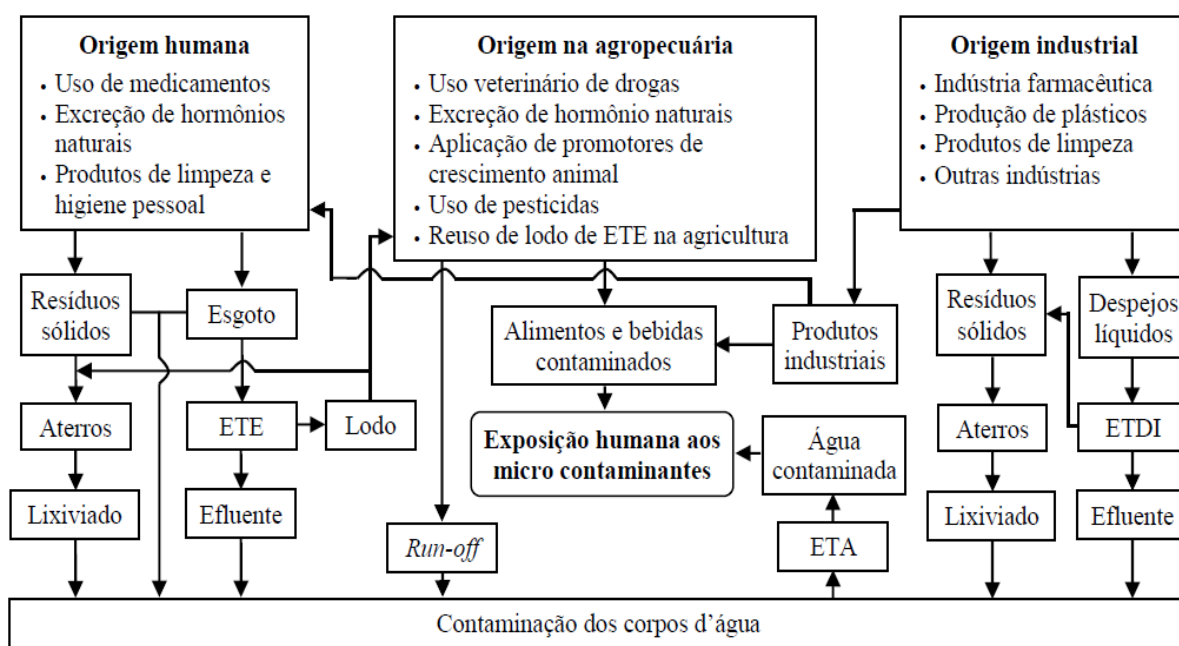 Origem humana
• Uso de medicamentos
• Excreção de hormônios
naturais
• Produtos de limpeza e
higiene pessoal
Origem na agropecuária
• Uso veterinário de drogas
• Excreção de hormônio naturais
• Aplicação de promotores de
crescimento animal
• Uso de pesticidas
• Reuso de lodo de ETE na agricultura
Origem industrial
• Indústria farmacêutica
• Produção de plásticos
• Produtos de limpeza
• Outras indústrias
Resíduos
sólidos
Esgoto
Alimentos e bebidas
contaminados
Produtos
industriais
Resíduos
sólidos
Despejos
líquidos
Aterros
ETE
Lodo
Exposição humana aos
micro contaminantes
Água
contaminada
Aterros
ETDI
Lixiviado
Efluente
Run-off
ETA
Lixiviado
Efluente
Contaminação dos corpos d’água